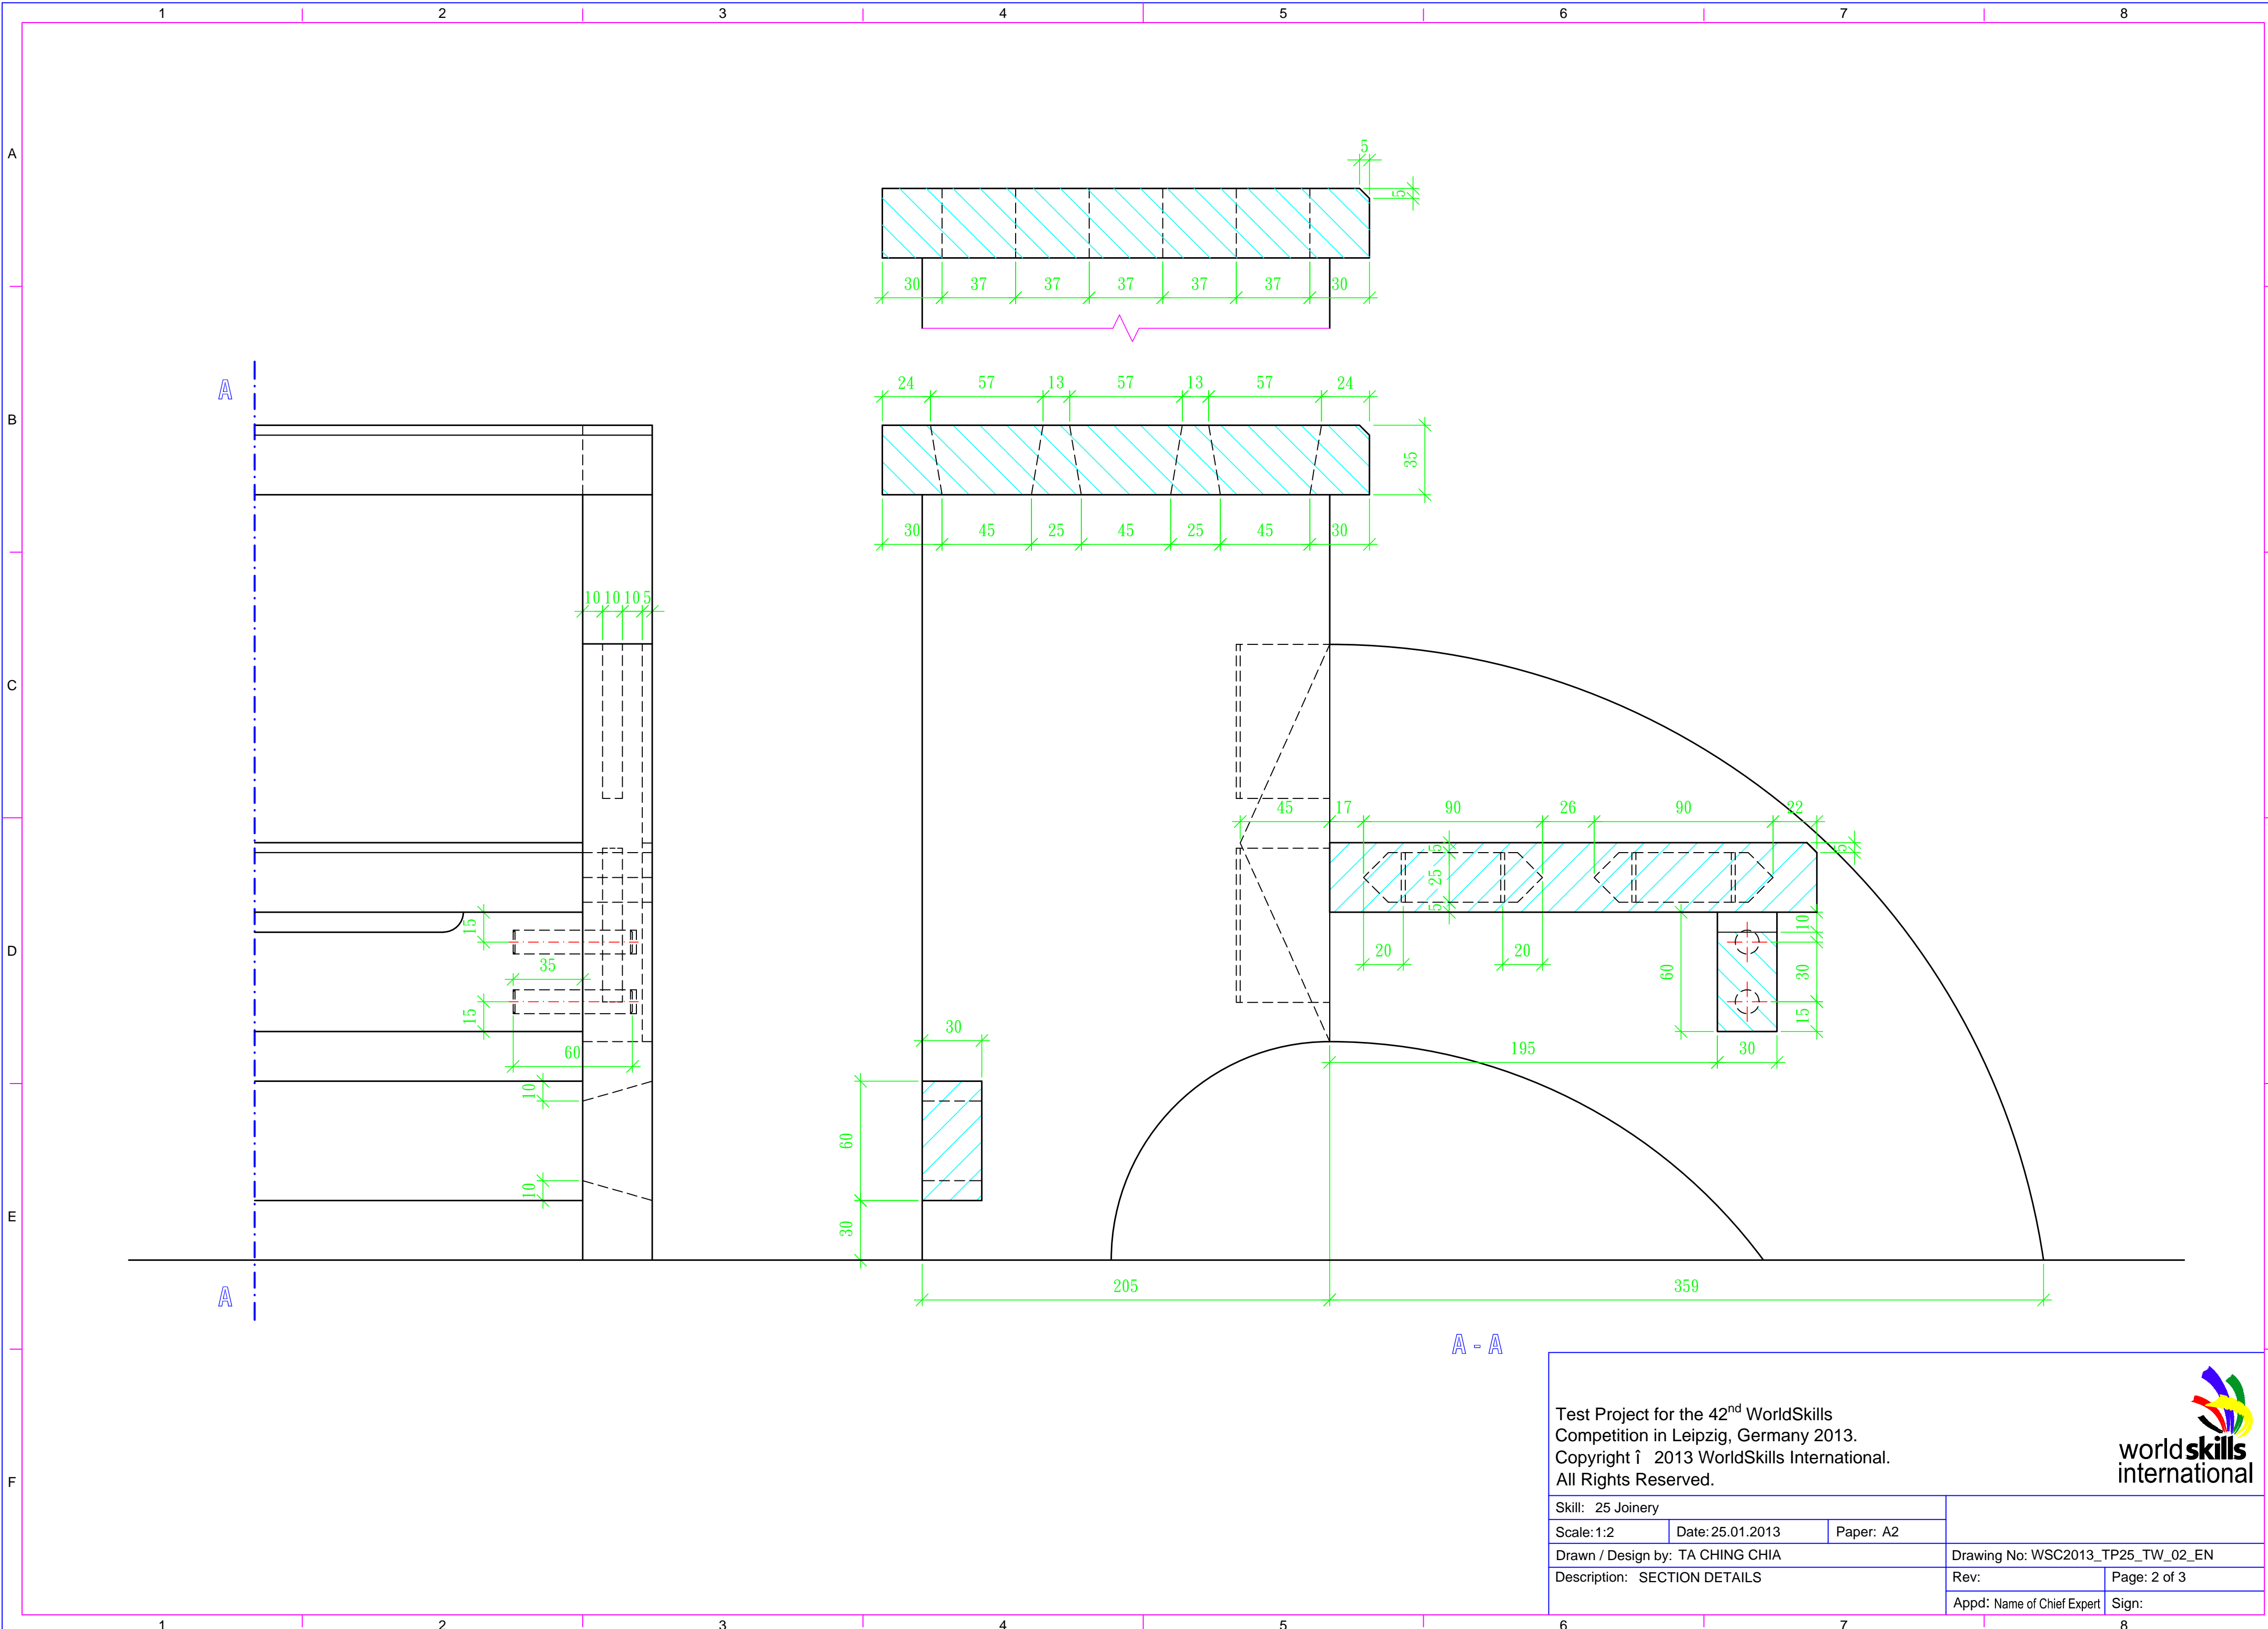 1 2 3 4 5 6 7 8
A
5
5
30 37 37 37 37 37 30
A
B
24 57 13 57 13 57 24
35
30 45 25 45 25 45 30
10 10 10 5
C
45 17 90 26 90 22
5
5
25
5
15
10
D
20 20
35
60
30
15
15
30
60
195 30
10
60
10
E
30
A
205 359
A - A
Test Project for the 42nd WorldSkills
Competition in Leipzig, Germany 2013.
Copyright î 2013 WorldSkills International.
All Rights Reserved.
worldskills
international
F
Skill: 25 Joinery
Scale: 1:2 Date: 25.01.2013 Paper: A2
Drawn / Design by: TA CHING CHIA Drawing No: WSC2013_TP25_TW_02_EN
Description: SECTION DETAILS Rev: Page: 2 of 3
Appd: Name of Chief Expert Sign:
1 2 3 4 5 6 7 8